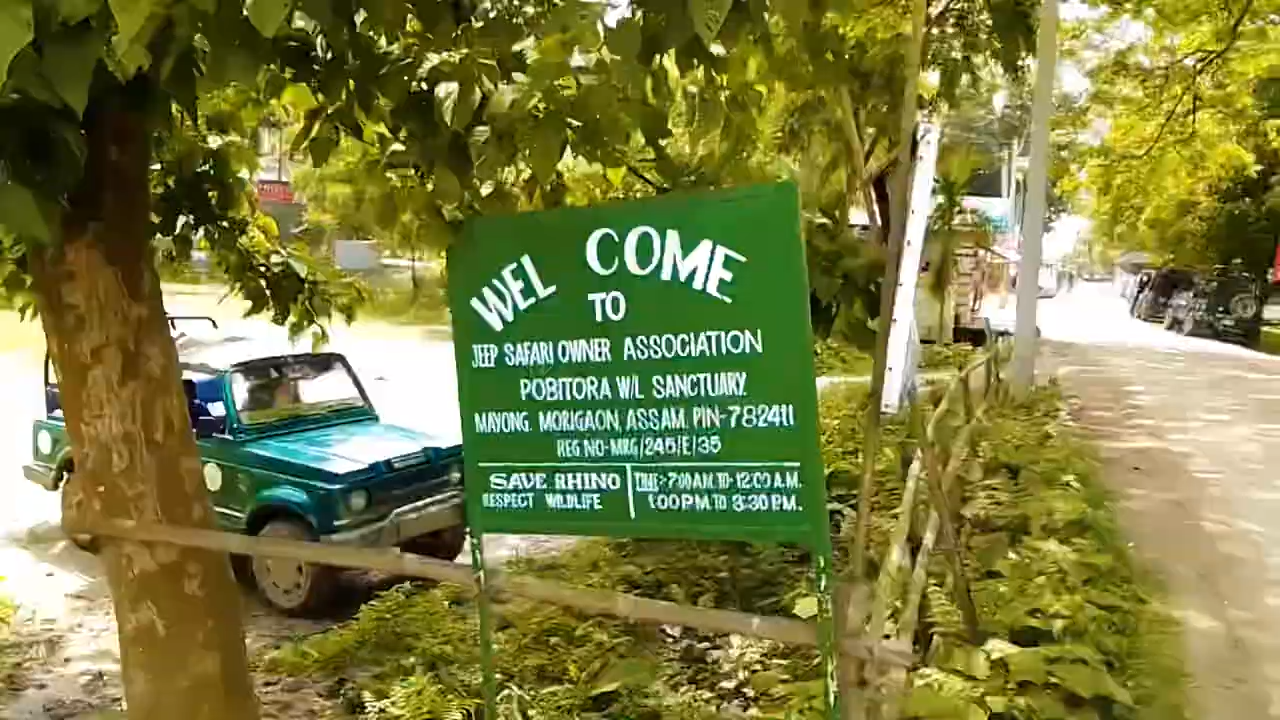 WEL COME
TO
JEEP SAFARI OWNER ASSOCIATION
POBITORA W/L SANCTUARY.
MAYONG. MORIGAON, ASSAM. PIN-782411
REG NO-MRG/245/E/35
SAVE RHINO
RESPECT WILDLIFE
TIME:-7:00 AM. TO 12:00 A.M.
1:00 P.M. TO 3:30 P.M.